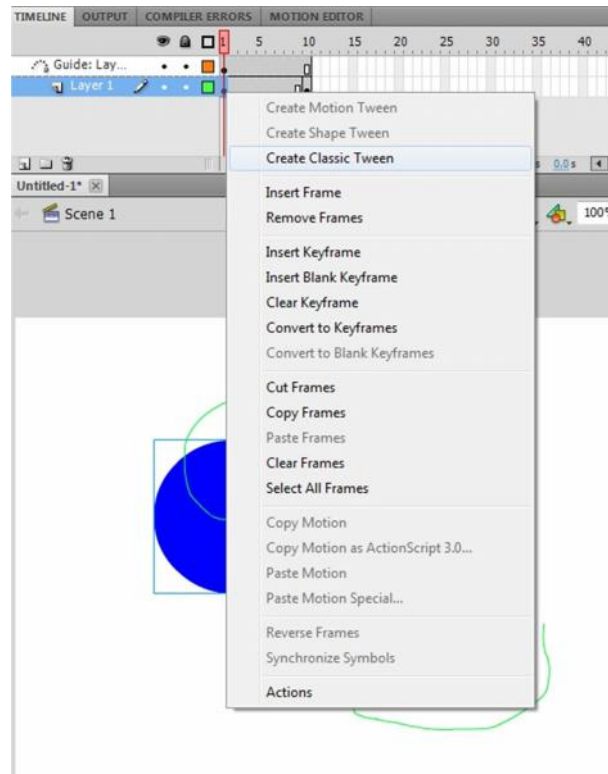 TIMELINE OUTPUT COMPILER ERRORS MOTION EDITOR
1 5 10 15 20 25 30 35 40
Guide: Lay...
Layer 1
Create Motion Tween
Create Shape Tween
Create Classic Tween
s 0.0 s
Untitled-1*
Insert Frame
Scene 1
100%
Remove Frames
Insert Keyframe
Insert Blank Keyframe
Clear Keyframe
Convert to Keyframes
Convert to Blank Keyframes
Cut Frames
Copy Frames
Paste Frames
Clear Frames
Select All Frames
Copy Motion
Copy Motion as ActionScript 3.0...
Paste Motion
Paste Motion Special...
Reverse Frames
Synchronize Symbols
Actions